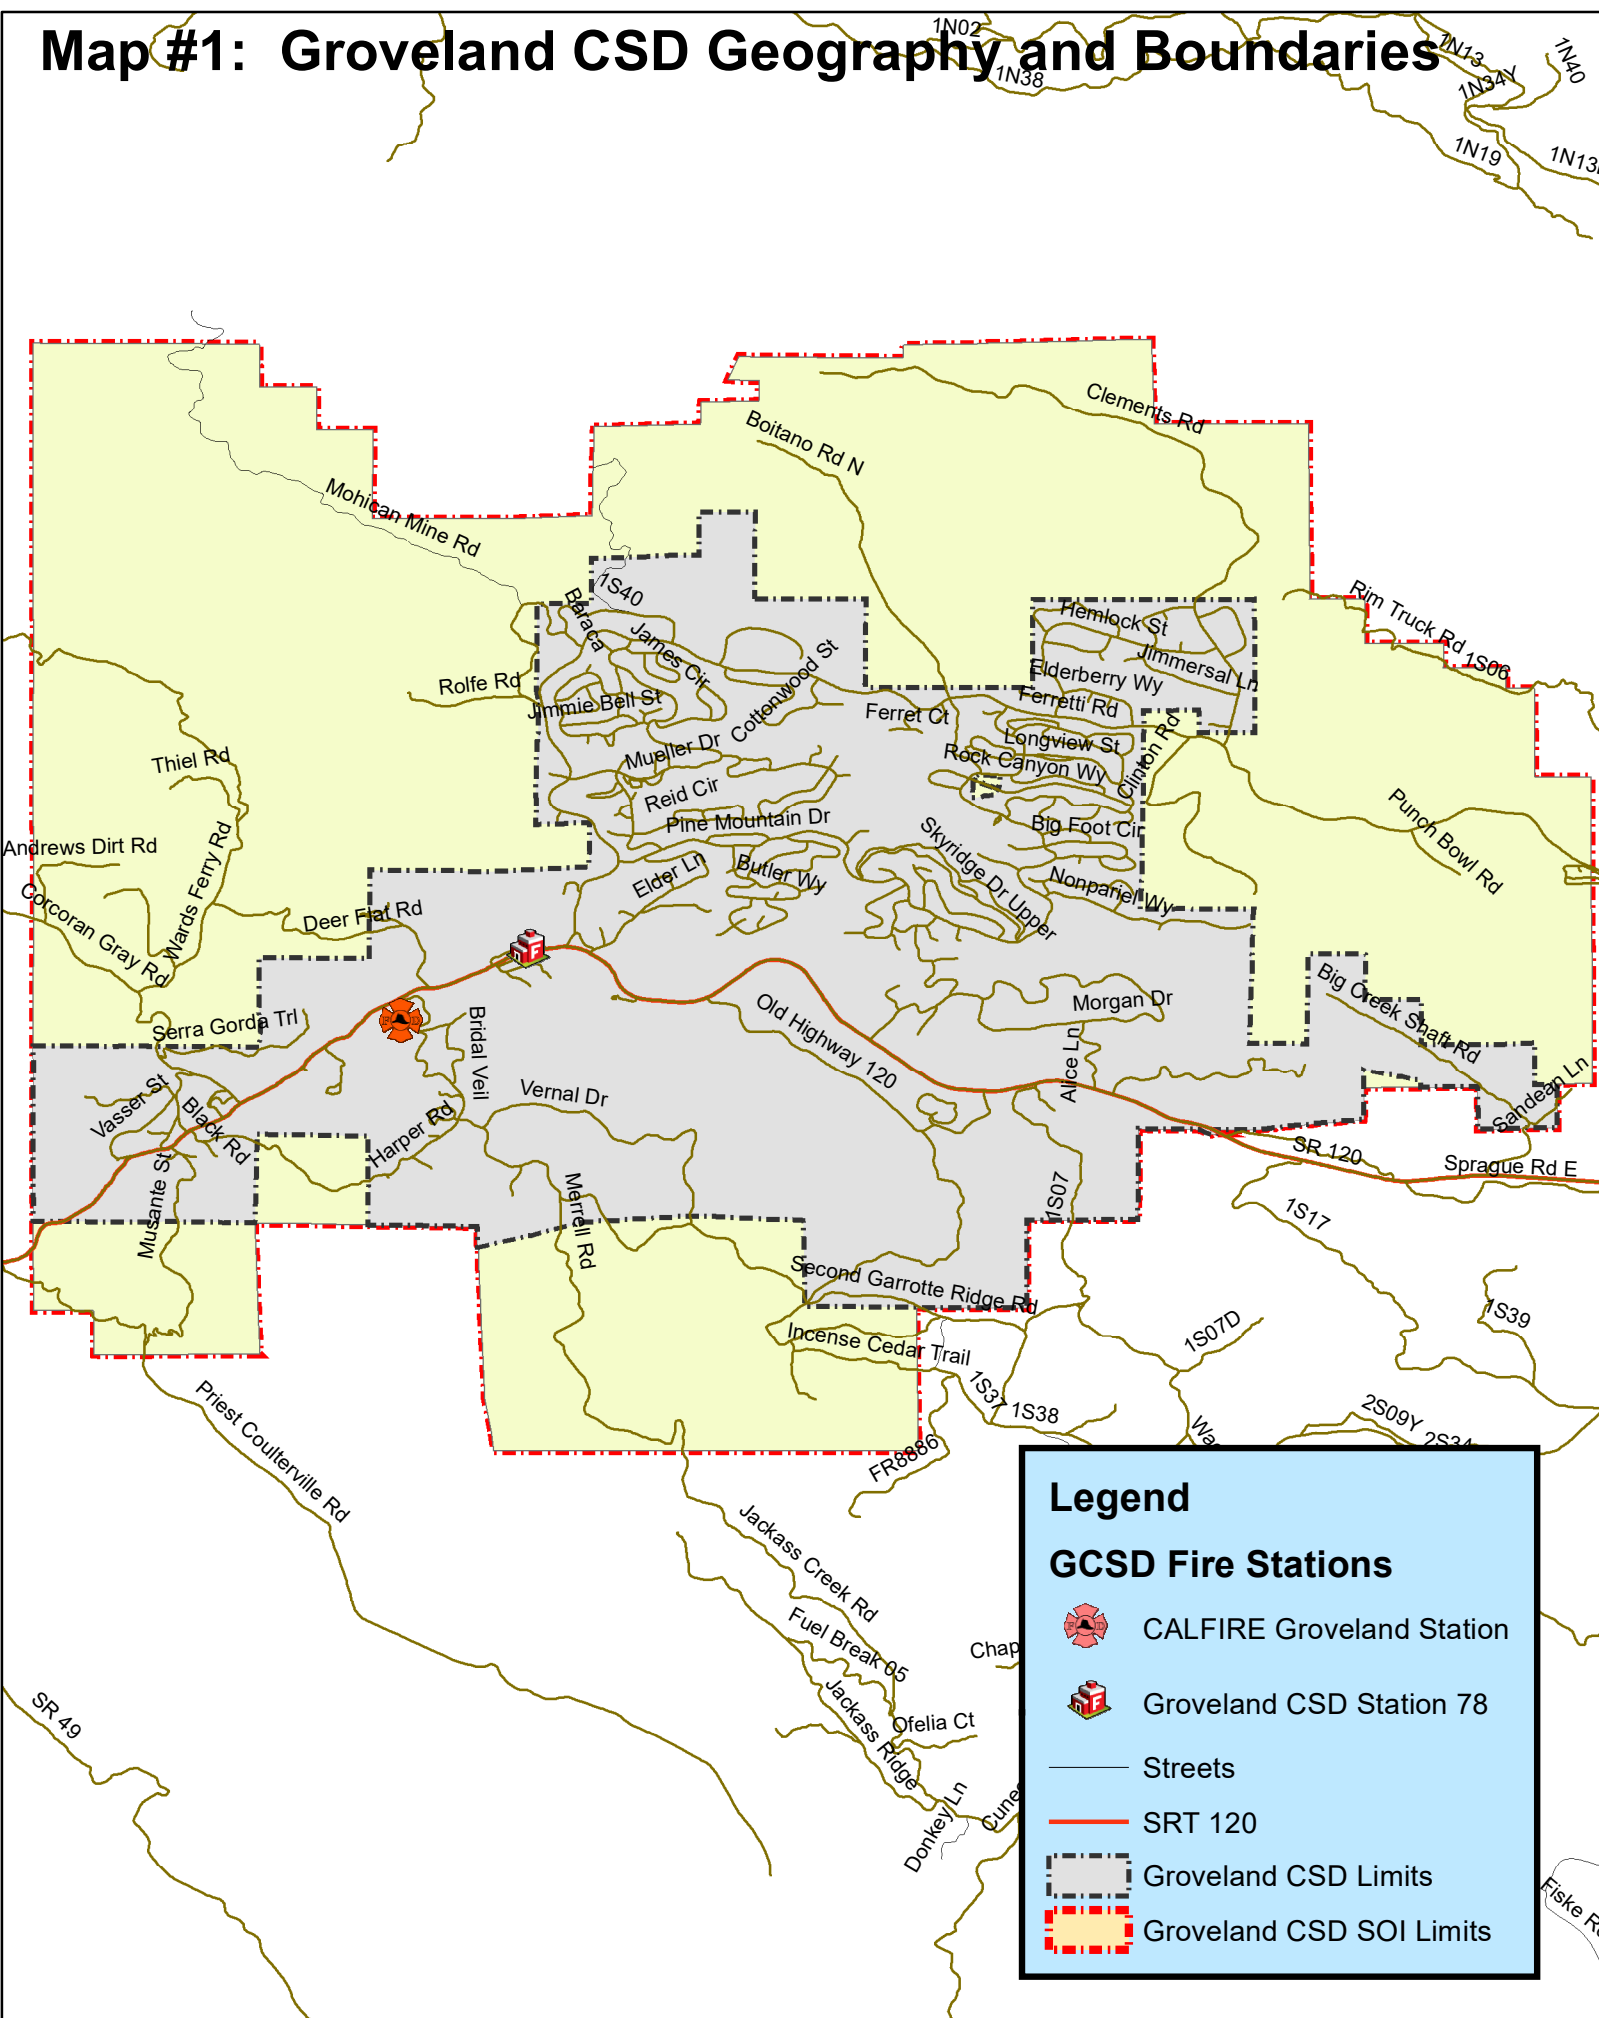 Map #1: Groveland CSD Geography and Boundaries
1N02
1N38
1N13
1N34Y
1N40
1N19
Clements Rd
Boitano Rd N
Mohican Mine Rd
1S40
Baraca
James Cir
Hemlock St
Jimmersal Ln
Rim Truck Rd 1S06
Rolfe Rd
Jimmie Bell St
Cottonwood St
Elderberry Wy
Ferretti Rd
Ferret Ct
Longview St
Mueller Dr
Rock Canyon Wy
Clinton Rd
Thiel Rd
Reid Cir
Pine Mountain Dr
Big Foot Cir
Punch Bowl Rd
Andrews Dirt Rd
Wards Ferry Rd
Corcoran Gray Rd
Elder Ln
Butler Wy
Skyridge Dr Upper
Nonpariel Wy
Deer Flat Rd
Big Creek Shaft Rd
Serra Gorda Trl
Bridal Veil
Old Highway 120
Morgan Dr
Alice Ln
Vasser St
Black Rd
Vernal Dr
Harper Rd
Sandean Ln
SR 120
Sprague Rd E
Musante St
Merrell Rd
1S07
1S17
Second Garrotte Ridge Rd
Incense Cedar Trail
1S07D
1S39
1S37
1S38
2S09Y
Priest Coulterville Rd
FR8886
Jackass Creek Rd
Fuel Break 05
Jackass Ridge
Ofelia Ct
Donkey Ln
SR 49
Legend
GCSD Fire Stations
CALFIRE Groveland Station
Groveland CSD Station 78
Streets
SRT 120
Groveland CSD Limits
Groveland CSD SOI Limits